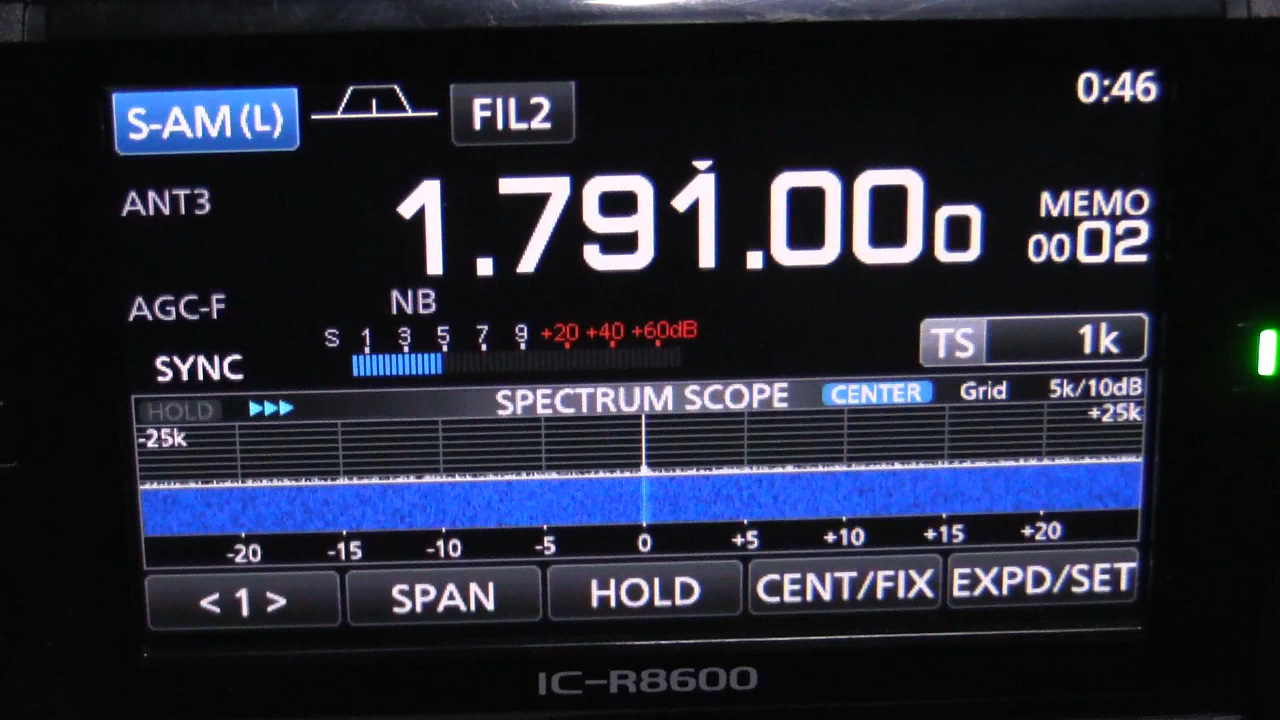 S-AM(L) FIL2 0:46
ANT3 1.791.000 MEMO
0002
AGC-F NB
S 1 3 5 7 9 +20 +40 +60dB
SYNC TS 1k
HOLD SPECTRUM SCOPE CENTER Grid 5k/10dB
-25k +25k
-20 -15 -10 -5 0 +5 +10 +15 +20
< 1 > SPAN HOLD CENT/FIX EXPD/SET
IC-R8600